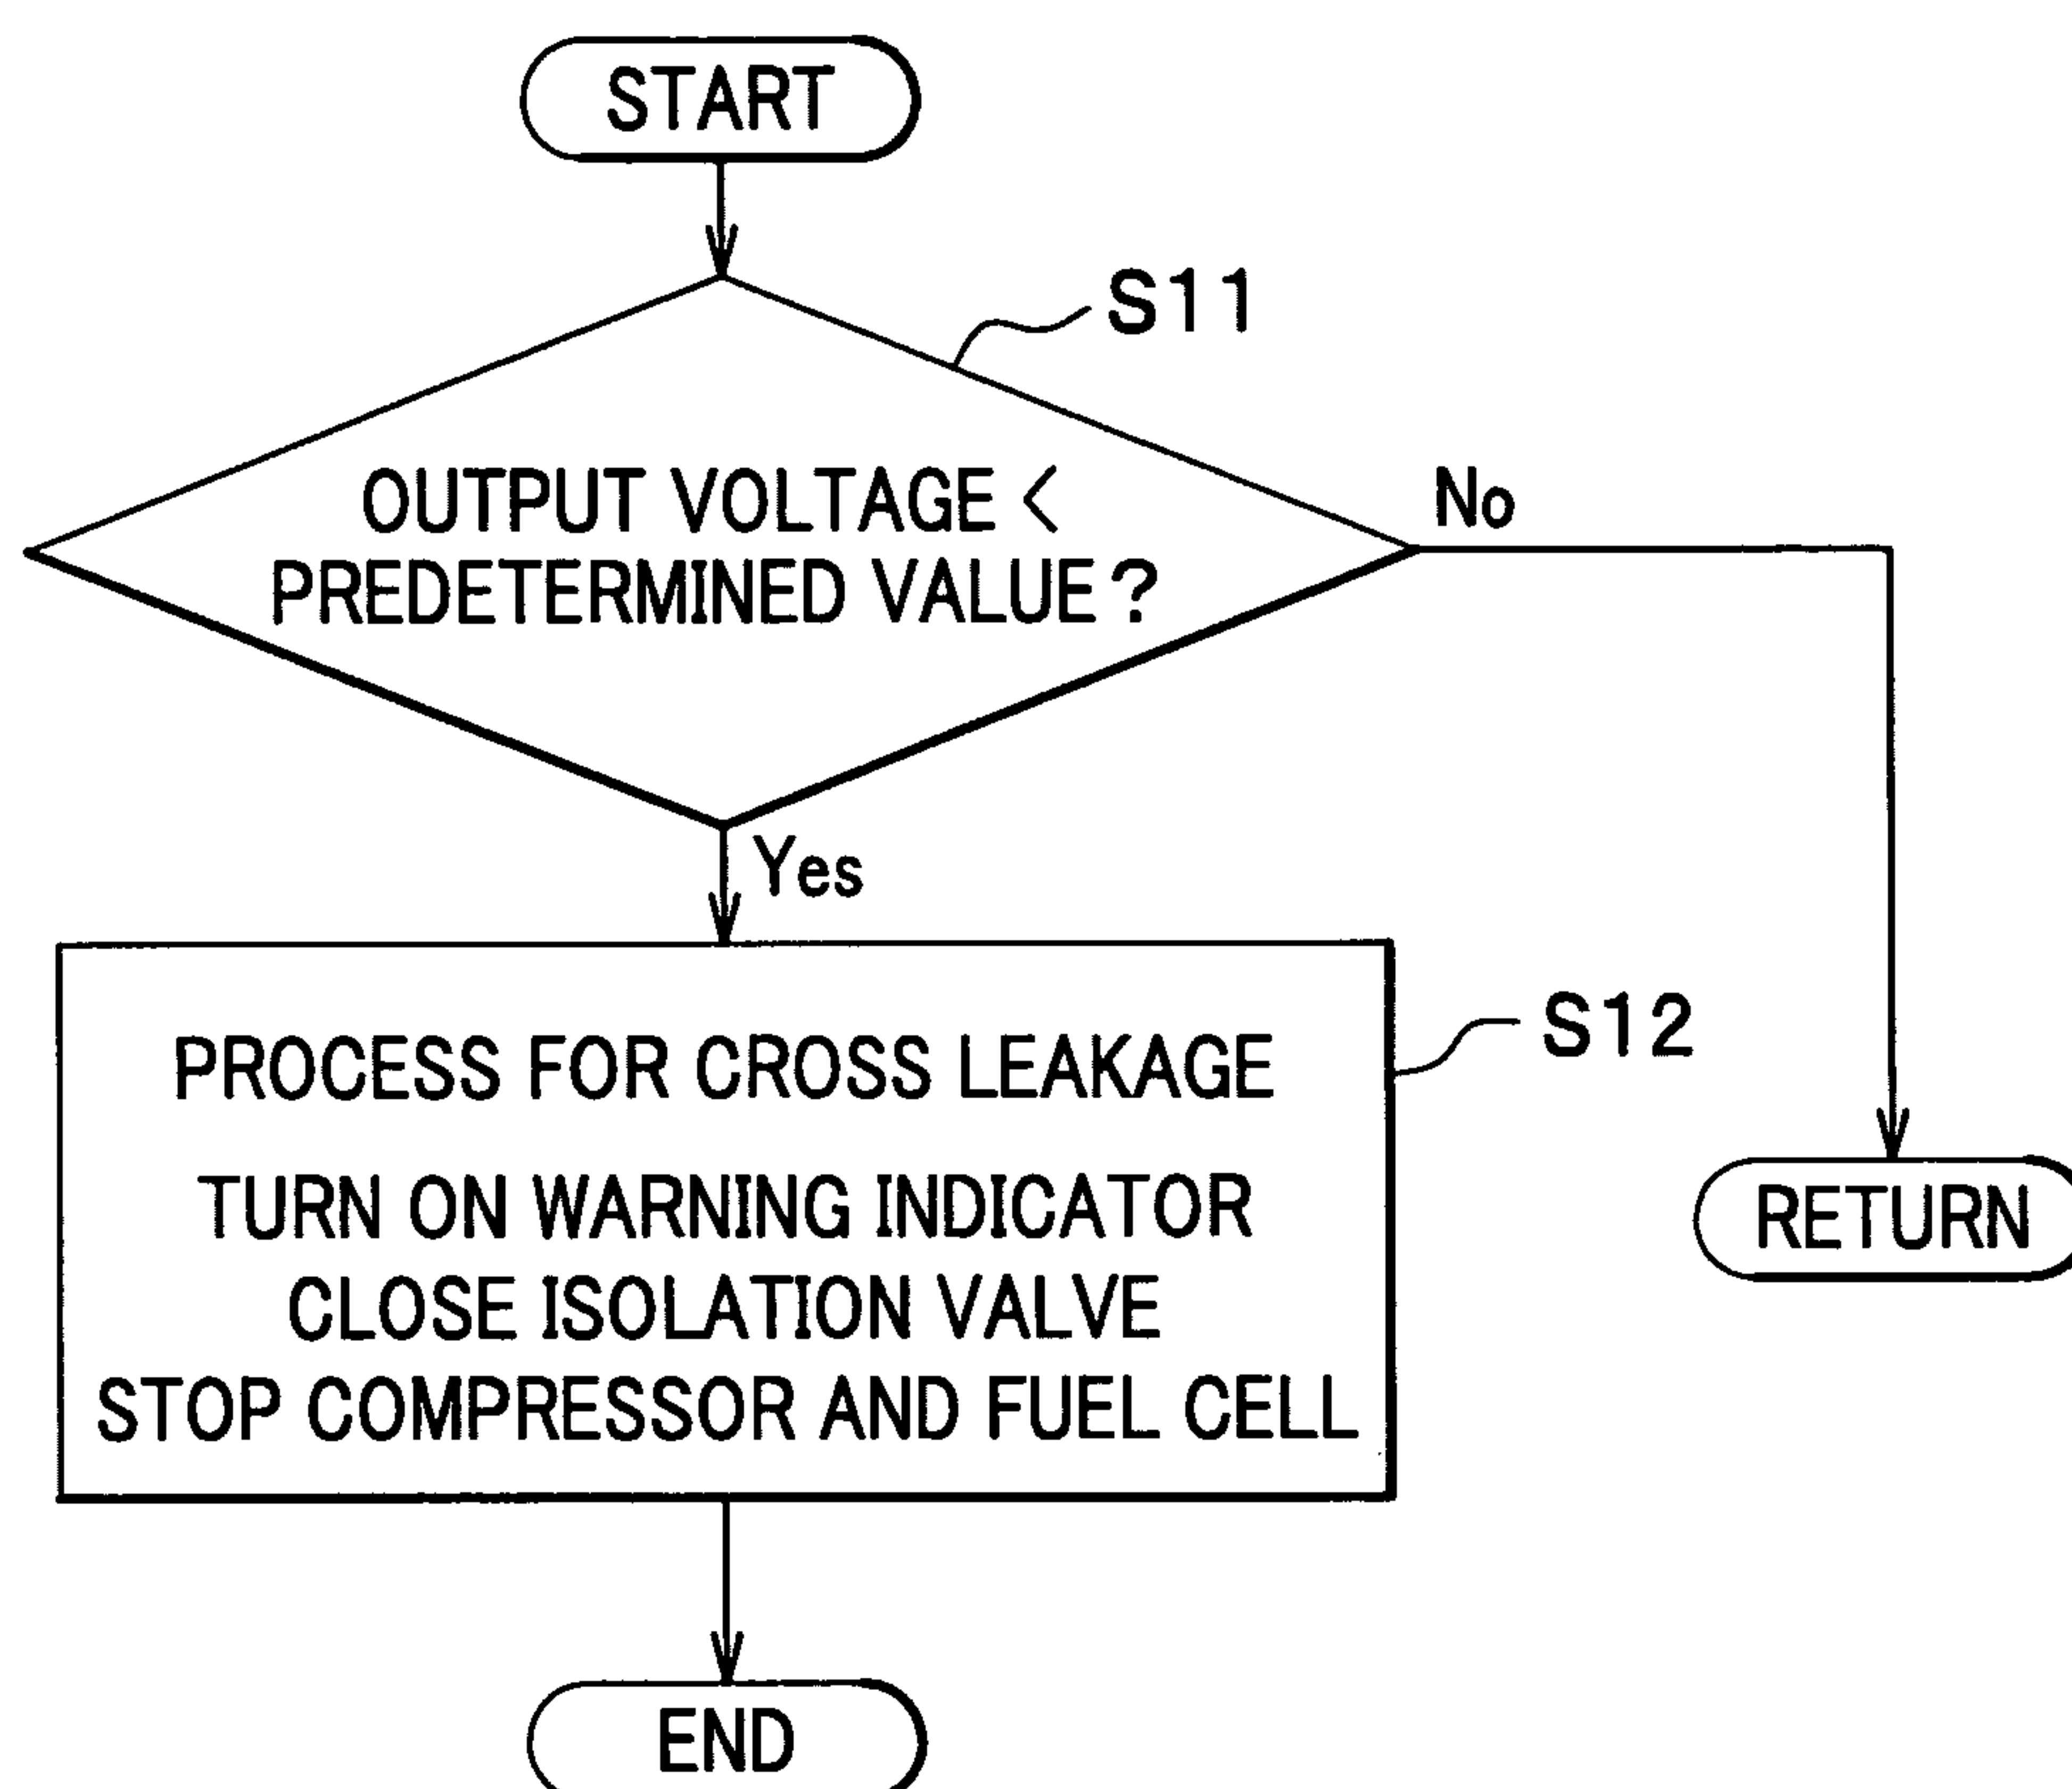 START
S11
OUTPUT VOLTAGE <
PREDETERMINED VALUE?
No
Yes
PROCESS FOR CROSS LEAKAGE
S12
TURN ON WARNING INDICATOR
CLOSE ISOLATION VALVE
STOP COMPRESSOR AND FUEL CELL
RETURN
END